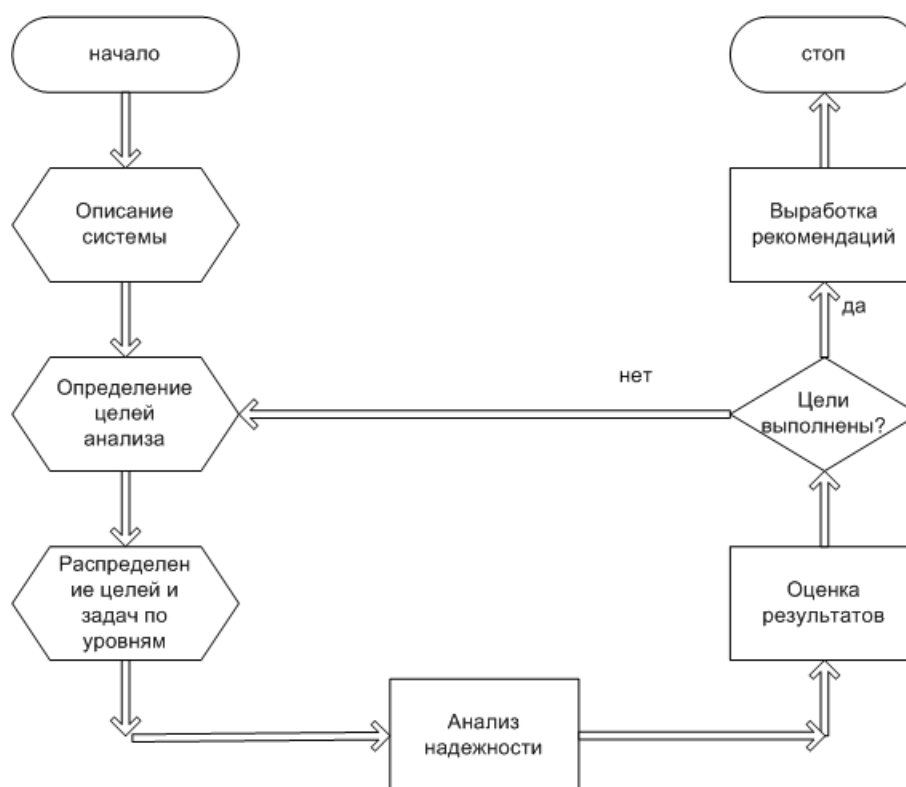 начало
Описание
системы
Определение
целей
анализа
Распределен
ие целей и
задач по
уровням
Анализ
надежности
Оценка
результатов
Цели
выполнены?
нет
да
Выработка
рекомендаций
стоп